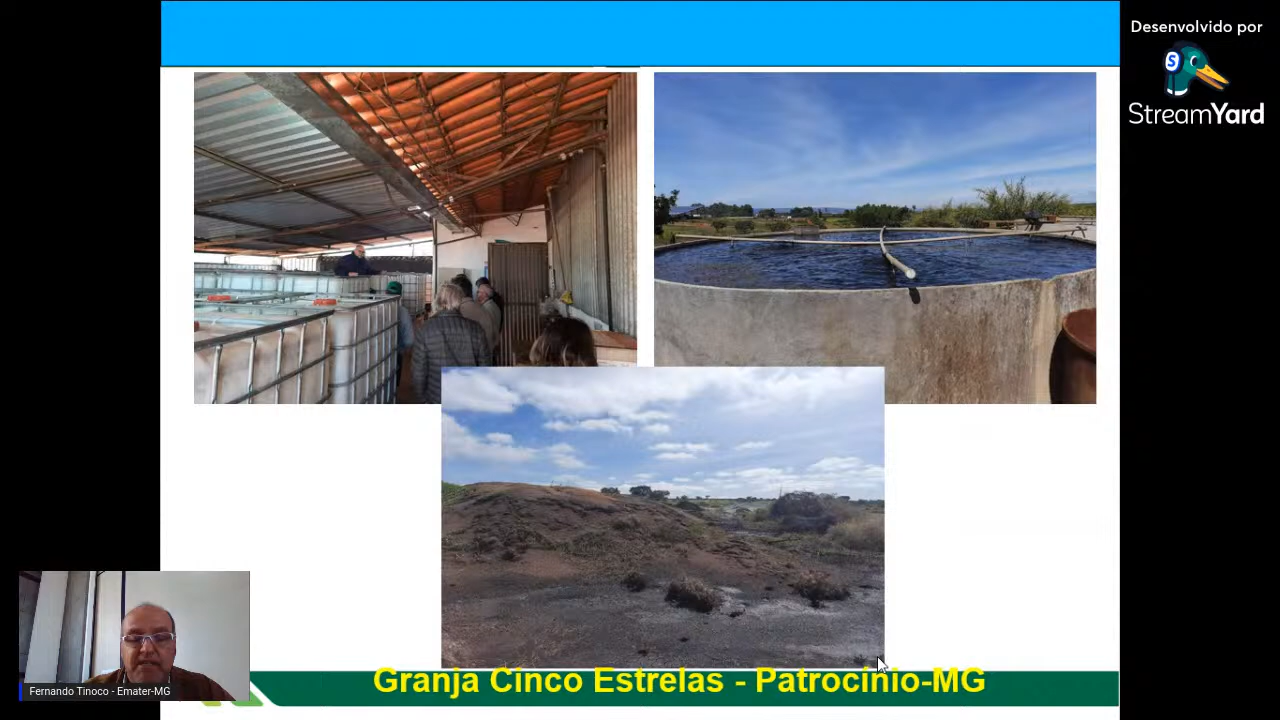 Desenvolvido por
StreamYard
Granja Cinco Estrelas - Patrocínio-MG
Fernando Tinoco - Emater-MG